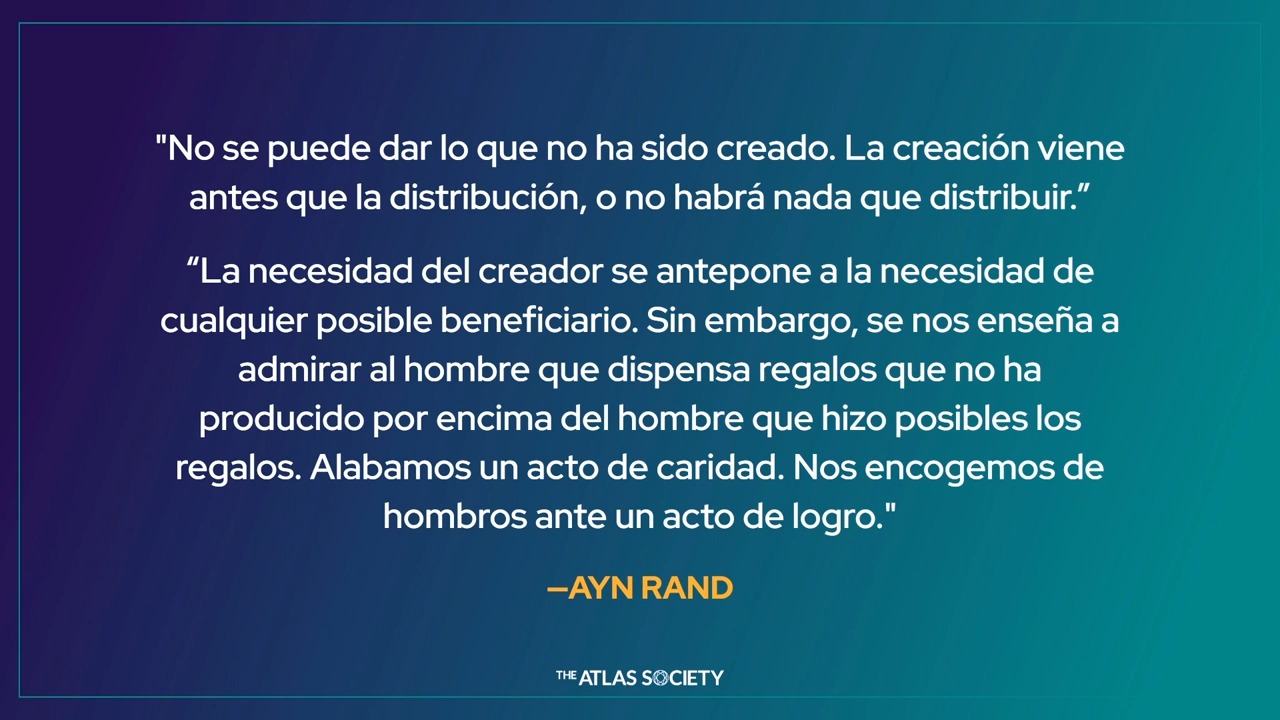 "No se puede dar lo que no ha sido creado. La creación viene
antes que la distribución, o no habrá nada que distribuir.”
“La necesidad del creador se antepone a la necesidad de
cualquier posible beneficiario. Sin embargo, se nos enseña a
admirar al hombre que dispensa regalos que no ha
producido por encima del hombre que hizo posibles los
regalos. Alabamos un acto de caridad. Nos encogemos de
hombros ante un acto de logro."
—AYN RAND
THE ATLAS SOCIETY